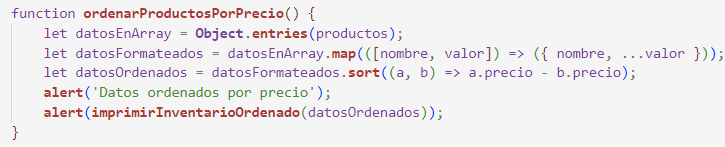 function ordenarProductosPorPrecio() {
    let datosEnArray = Object.entries(productos);
    let datosFormateados = datosEnArray.map(([nombre, valor]) => ({ nombre, ...valor }));
    let datosOrdenados = datosFormateados.sort((a, b) => a.precio - b.precio);
    alert('Datos ordenados por precio');
    alert(imprimirInventarioOrdenado(datosOrdenados));
}